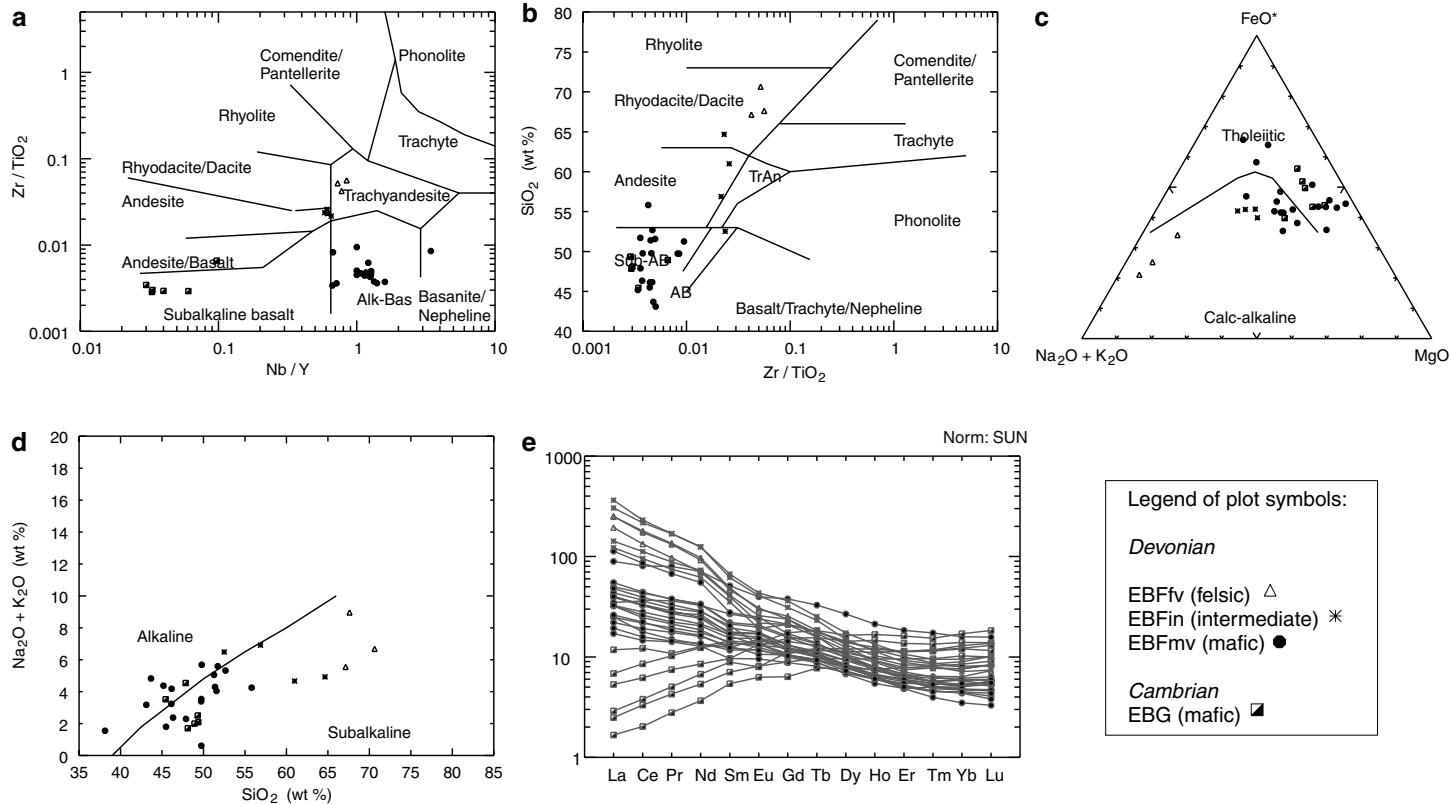 a
Zr / TiO2
1
0.1
0.01
0.001
Comendite/
Pantellerite
Phonolite
Rhyolite
Trachyte
Rhyodacite/Dacite
Andesite
Trachyandesite
Andesite/Basalt
Subalkaline basalt
Alk-Bas
Basanite/
Nepheline
0.01 0.1 1 10
Nb / Y
b
SiO2 (wt %)
80
75
70
65
60
55
50
45
40
Rhyolite
Comendite/
Pantellerite
Rhyodacite/Dacite
Trachyte
Andesite
TrAn
Phonolite
Sub-AB
AB
Basalt/Trachyte/Nepheline
0.001 0.01 0.1 1 10
Zr / TiO2
c
FeO*
Tholeiitic
Calc-alkaline
Na2O + K2O
MgO
d
Na2O + K2O (wt %)
20
18
16
14
12
10
8
6
4
2
0
Alkaline
Subalkaline
35 40 45 50 55 60 65 70 75 80 85
SiO2 (wt %)
e
Norm: SUN
1000
100
10
1
La Ce Pr Nd Sm Eu Gd Tb Dy Ho Er Tm Yb Lu
Legend of plot symbols:
Devonian
EBFfv (felsic)
EBFin (intermediate)
EBFmv (mafic)
Cambrian
EBG (mafic)